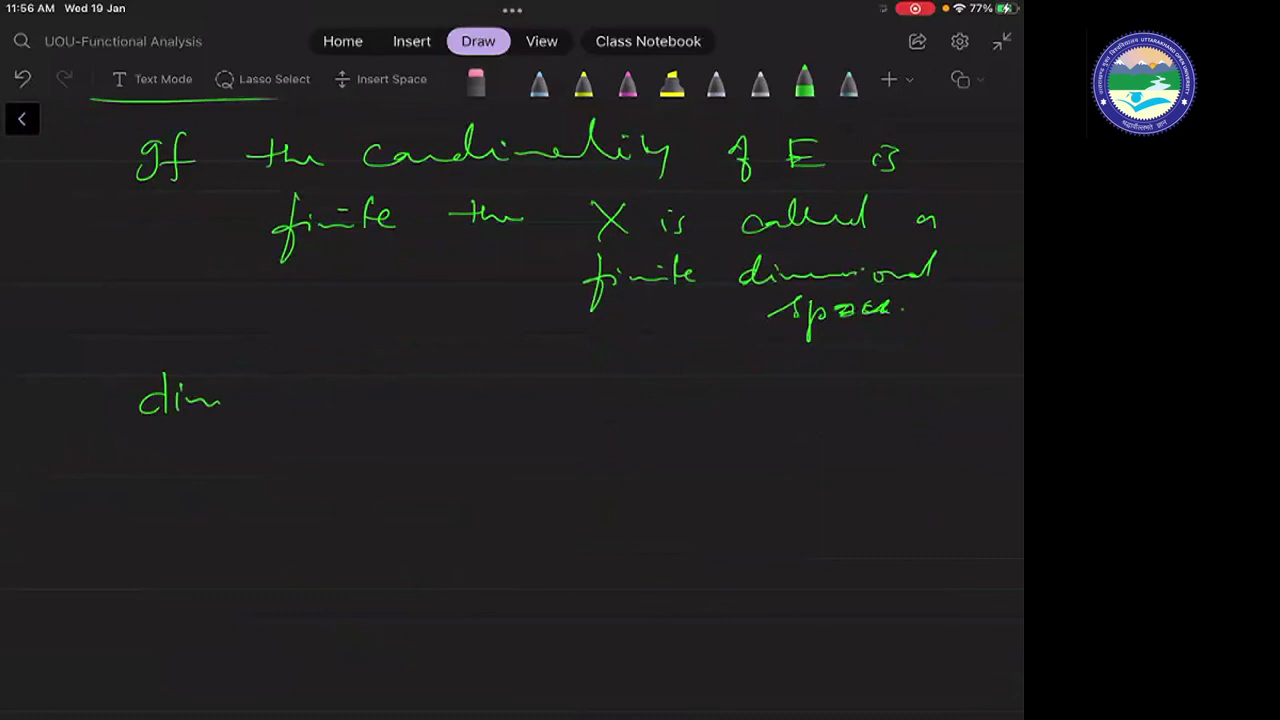 11:56 AM Wed 19 Jan
77%
UOU-Functional Analysis
Home Insert Draw View Class Notebook
Text Mode Lasso Select Insert Space
If the cardinality of E is
finite the X is called a
finite dimensional
space.
dim